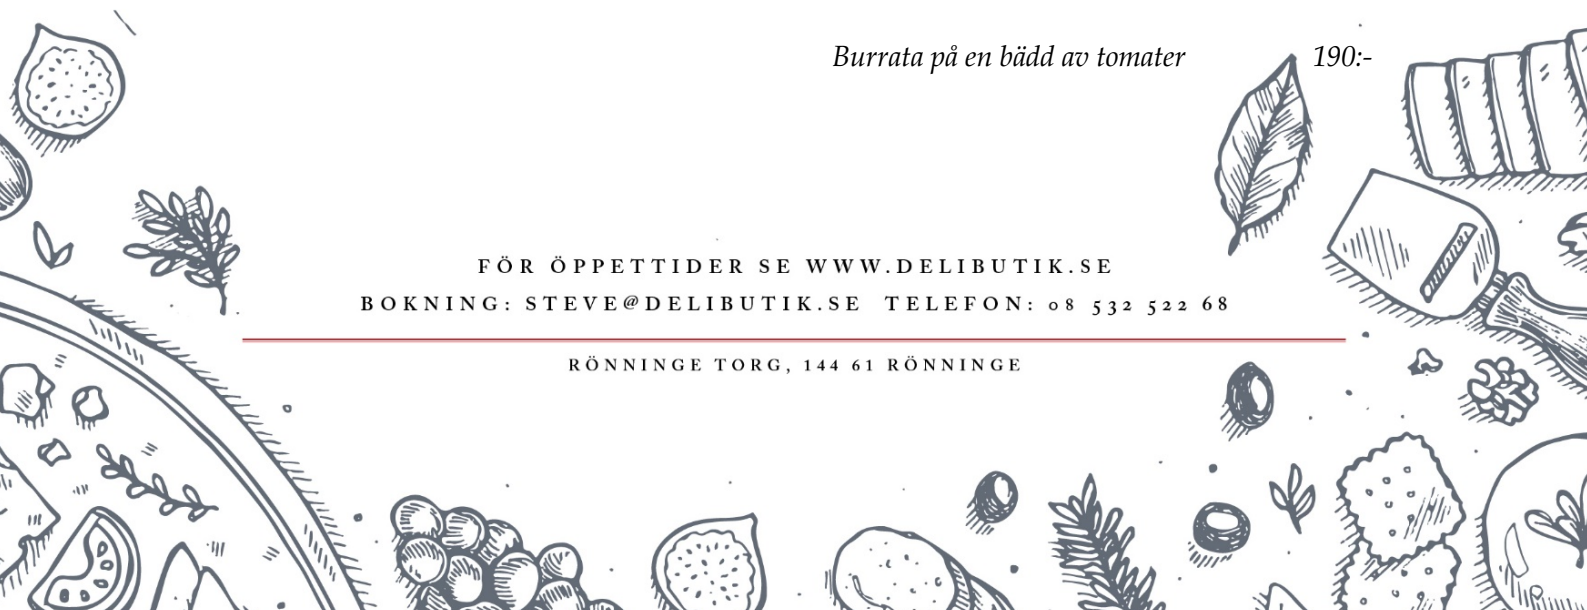 Burrata på en bädd av tomater 190:-
FÖR ÖPPETTIDER SE WWW.DELIBUTIK.SE
BOKNING: STEVE@DELIBUTIK.SE TELEFON: 08 532 522 68
RÖNNINGE TORG, 144 61 RÖNNINGE